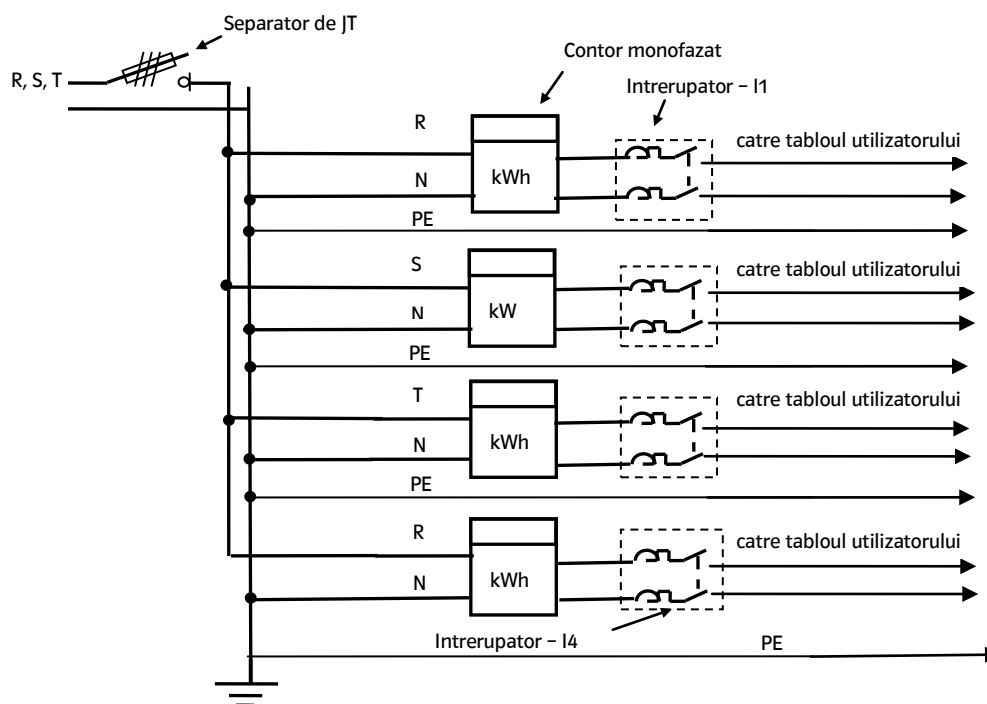 Separator de JT
Contor monofazat
R, S, T
Intrerupator – I1
R
catre tabloul utilizatorului
kWh
N
PE
S
catre tabloul utilizatorului
kW
N
PE
T
catre tabloul utilizatorului
kWh
N
PE
R
catre tabloul utilizatorului
kWh
N
Intrerupator – I4
PE